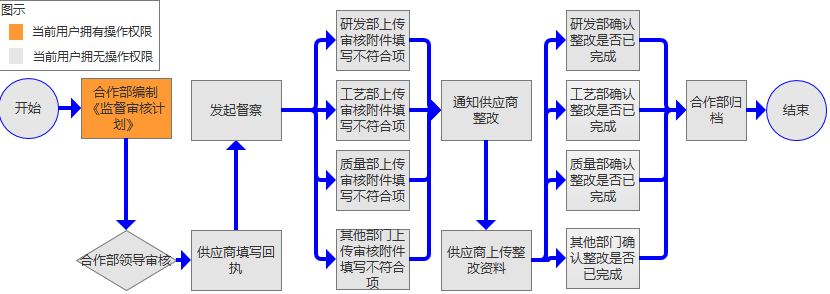 图示
当前用户拥有操作权限
当前用户拥无操作权限
开始
合作部编制
《监督审核计
划》
合作部领导审核
供应商填写回
执
发起督察
研发部上传
审核附件填
写不符合项
工艺部上传
审核附件填
写不符合项
质量部上传
审核附件填
写不符合项
其他部门上
传审核附件
填写不符合
项
通知供应商
整改
供应商上传整
改资料
研发部确认
整改是否已
完成
工艺部确认
整改是否已
完成
质量部确认
整改是否已
完成
其他部门确
认整改是否
已完成
合作部归
档
结束